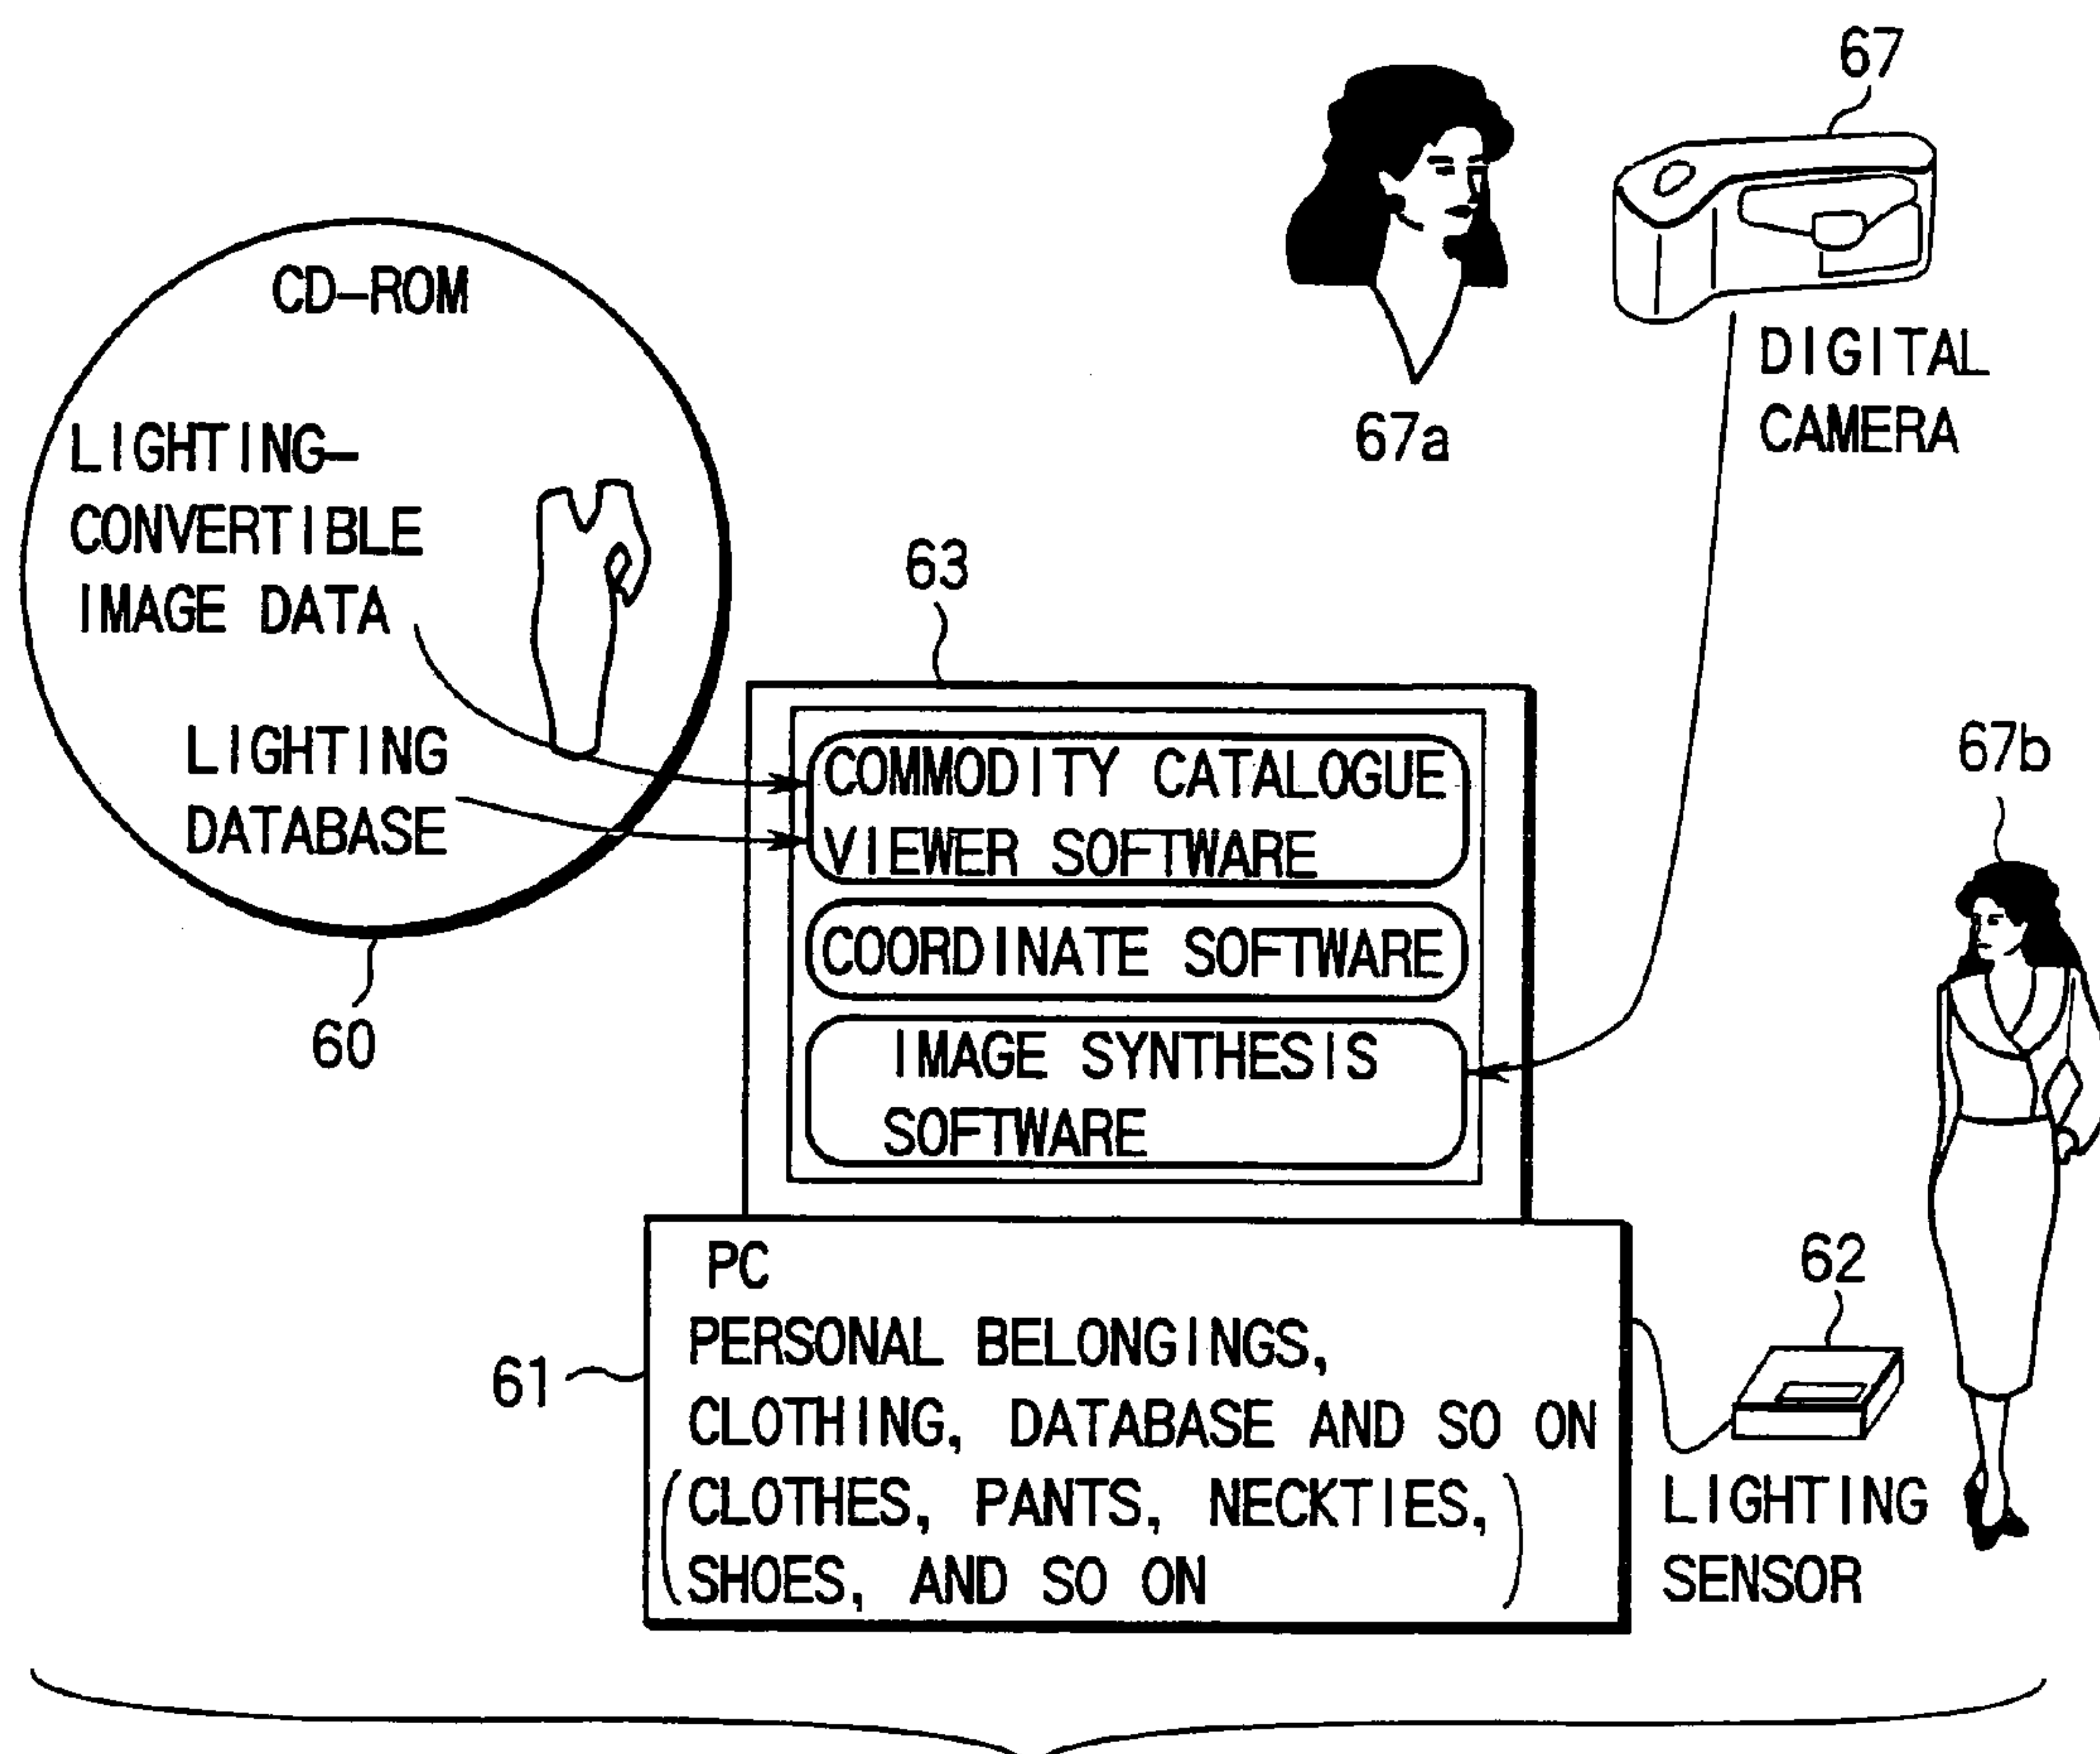 67
CD-ROM
DIGITAL
CAMERA
67a
LIGHTING-
CONVERTIBLE
IMAGE DATA
63
LIGHTING
DATABASE
COMMODITY CATALOGUE
VIEWER SOFTWARE
67b
COORDINATE SOFTWARE
60
IMAGE SYNTHESIS
SOFTWARE
PC
62
PERSONAL BELONGINGS,
61
CLOTHING, DATABASE AND SO ON
(CLOTHES, PANTS, NECKTIES,
SHOES, AND SO ON)
LIGHTING
SENSOR